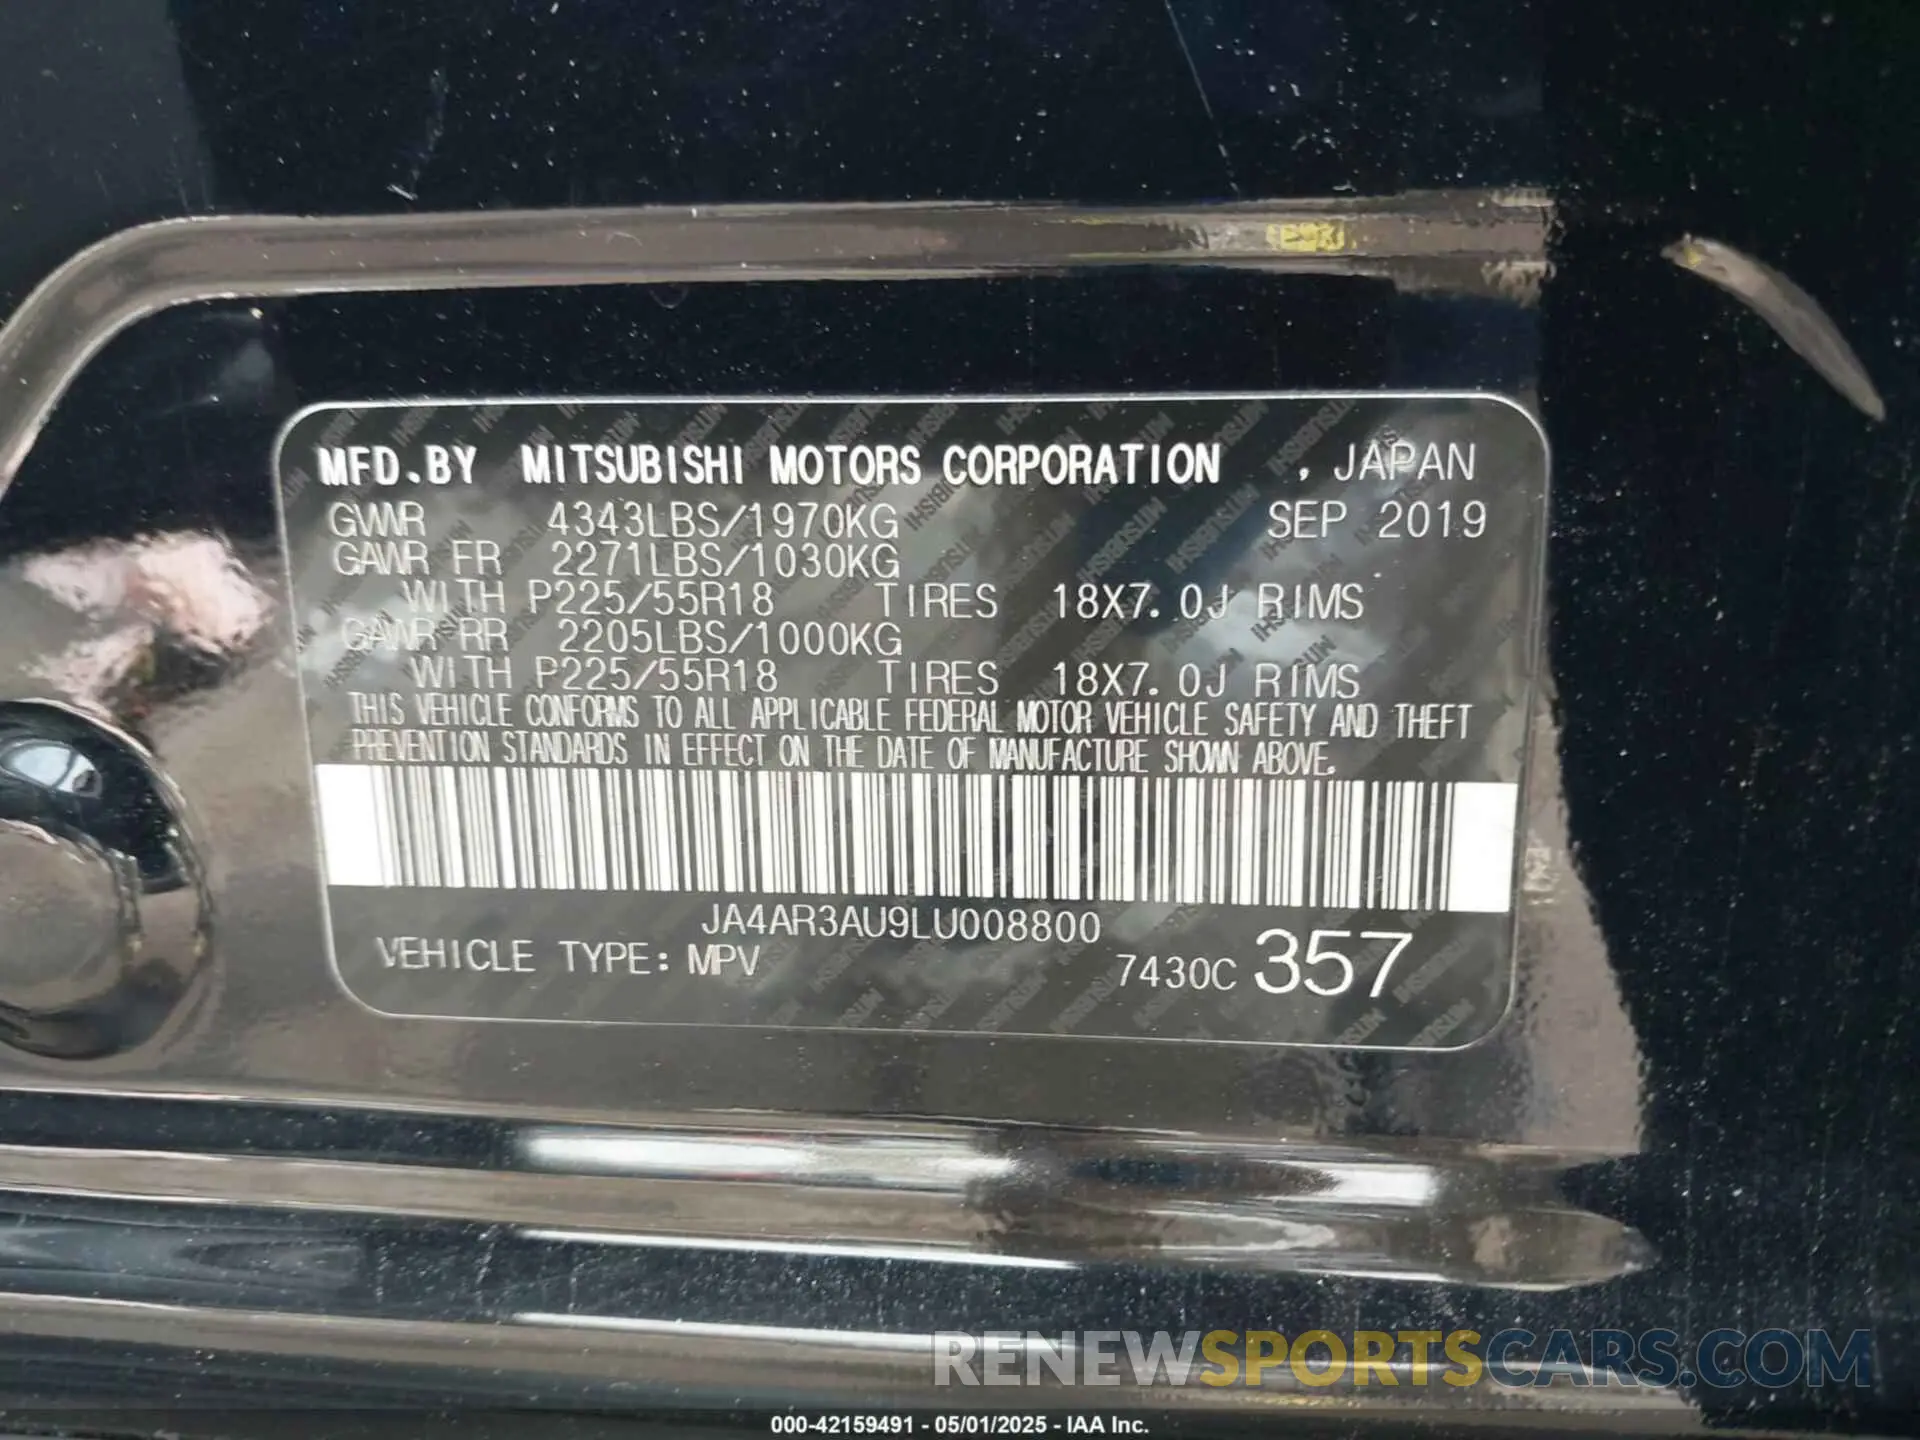 MFD.BY MITSUBISHI MOTORS CORPORATION , JAPAN
GVWR 4343LBS/1970KG SEP 2019
GAWR FR 2271LBS/1030KG
WITH P225/55R18 TIRES 18X7.0J RIMS
GAWR RR 2205LBS/1000KG
WITH P225/55R18 TIRES 18X7.0J RIMS
THIS VEHICLE CONFORMS TO ALL APPLICABLE FEDERAL MOTOR VEHICLE SAFETY AND THEFT
PREVENTION STANDARDS IN EFFECT ON THE DATE OF MANUFACTURE SHOWN ABOVE.
JA4AR3AU9LU008800
VEHICLE TYPE: MPV 7430C 357
RENEWSPORTSCARS.COM
000-42159491 - 05/01/2025 - IAA Inc.